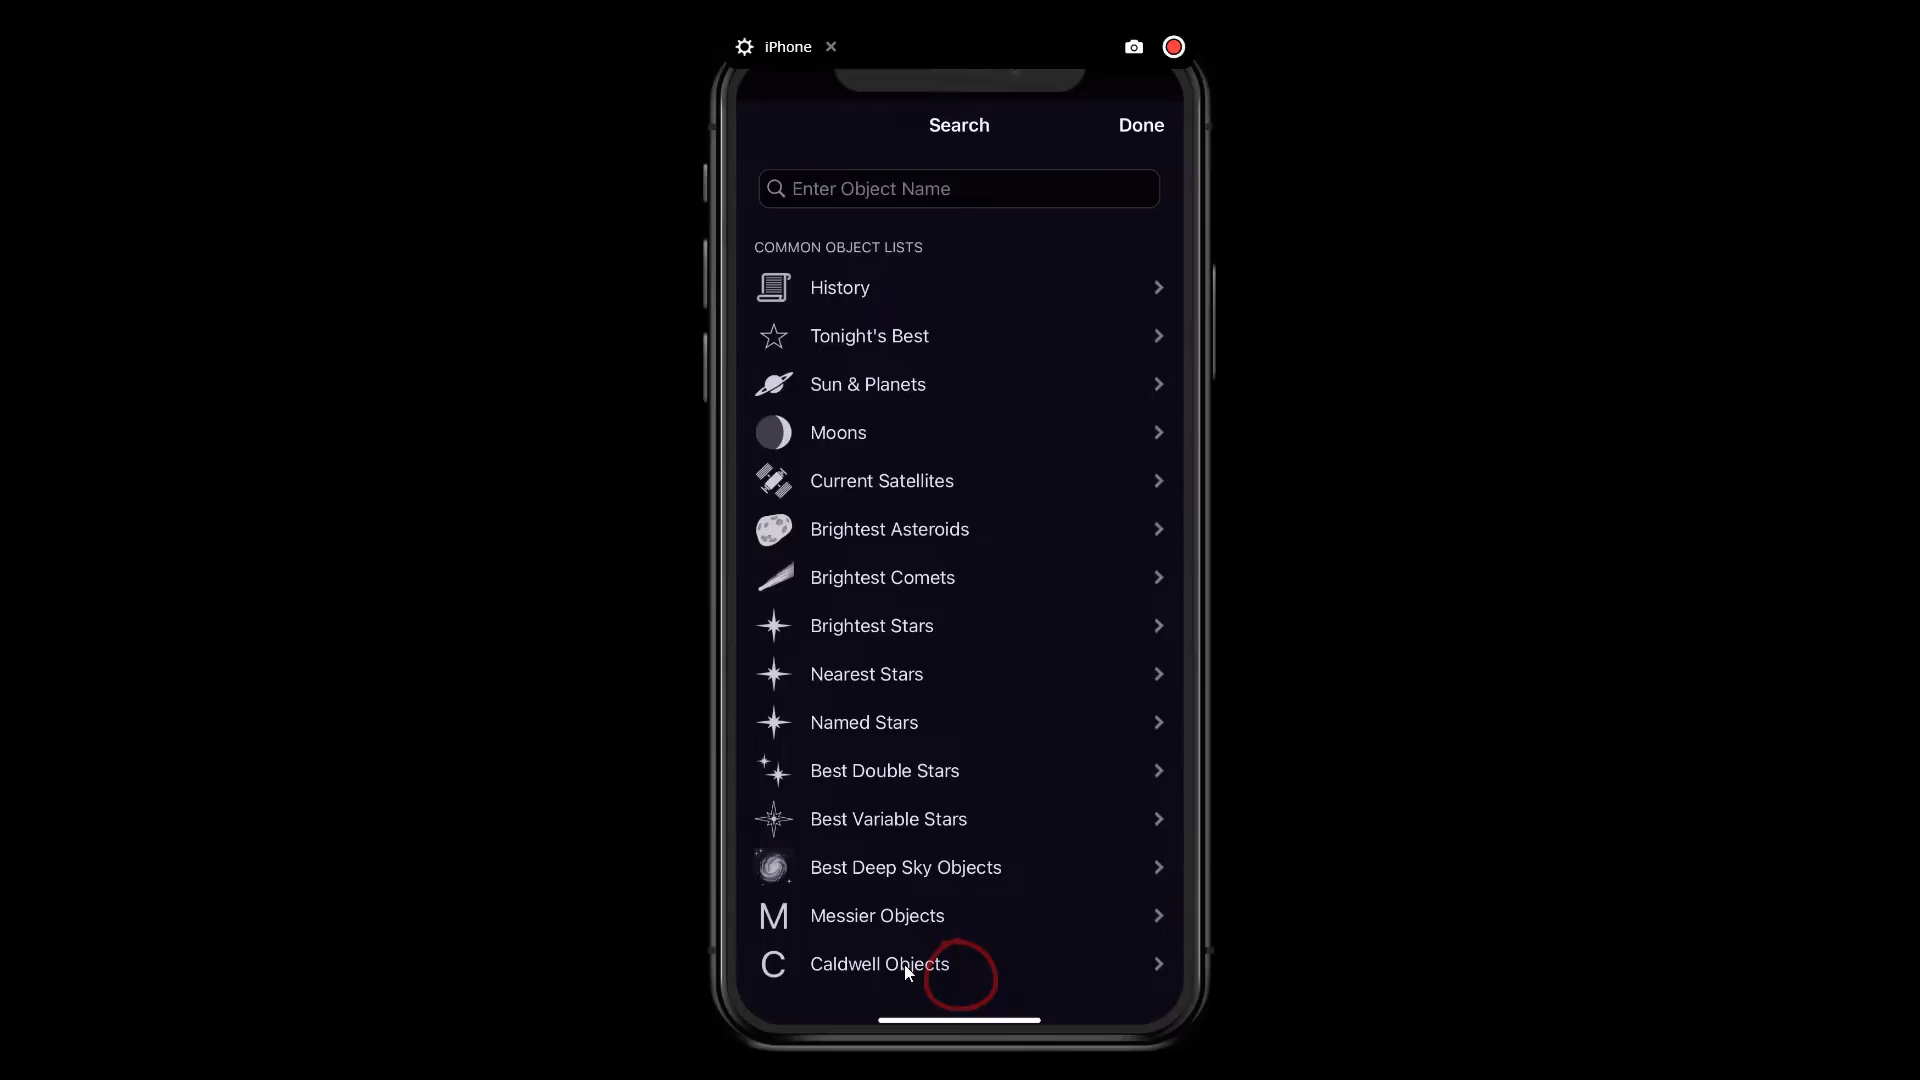 iPhone
Search
Done
Enter Object Name
COMMON OBJECT LISTS
History
Tonight's Best
Sun & Planets
Moons
Current Satellites
Brightest Asteroids
Brightest Comets
Brightest Stars
Nearest Stars
Named Stars
Best Double Stars
Best Variable Stars
Best Deep Sky Objects
M Messier Objects
C Caldwell Objects